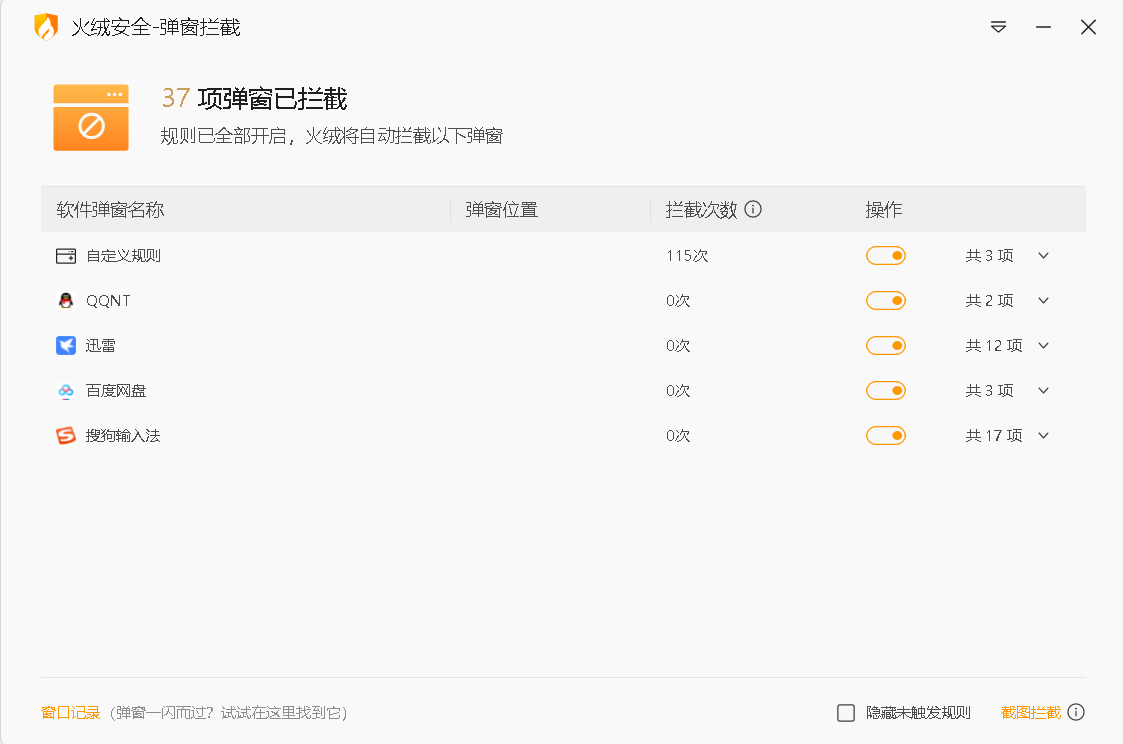 火绒安全-弹窗拦截
37 项弹窗已拦截
规则已全部开启，火绒将自动拦截以下弹窗
软件弹窗名称 弹窗位置 拦截次数 操作
自定义规则 115次 共 3 项
QQNT 0次 共 2 项
迅雷 0次 共 12 项
百度网盘 0次 共 3 项
搜狗输入法 0次 共 17 项
窗口记录（弹窗一闪而过？试试在这里找到它） 隐藏未触发规则 截图拦截